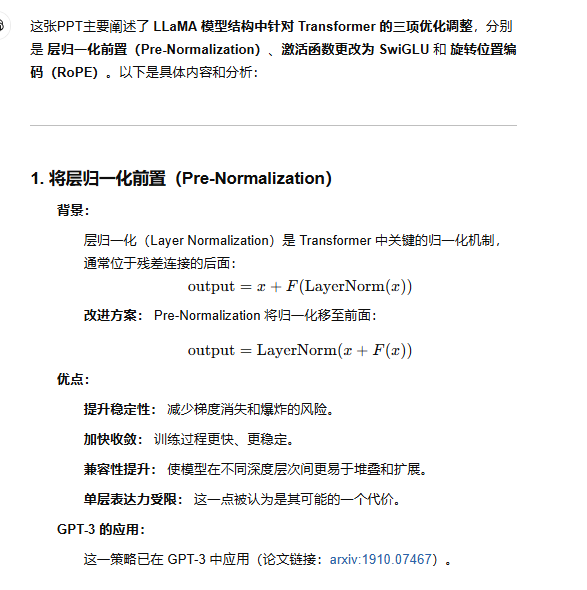 这张PPT主要阐述了 LLaMA 模型结构中针对 Transformer 的三项优化调整，分别
是 层归一化前置（Pre-Normalization）、激活函数更改为 SwiGLU 和 旋转位置编
码（RoPE）。以下是具体内容和分析：
1. 将层归一化前置（Pre-Normalization）
背景：
层归一化（Layer Normalization）是 Transformer 中关键的归一化机制，
通常位于残差连接的后面：
output = x + F(LayerNorm(x))
改进方案： Pre-Normalization 将归一化移至前面：
output = LayerNorm(x + F(x))
优点：
提升稳定性： 减少梯度消失和爆炸的风险。
加快收敛： 训练过程更快、更稳定。
兼容性提升： 使模型在不同深度层次间更易于堆叠和扩展。
单层表达力受限： 这一点被认为是其可能的一个代价。
GPT-3 的应用：
这一策略已在 GPT-3 中应用（论文链接：arxiv:1910.07467）。